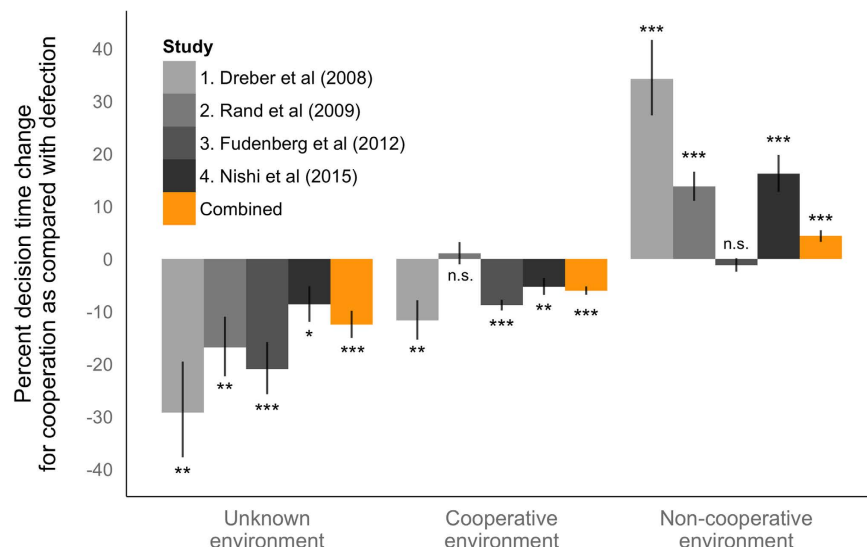 Percent decision time change
for cooperation as compared with defection
40
30
20
10
0
-10
-20
-30
-40
Study
1. Dreber et al (2008)
2. Rand et al (2009)
3. Fudenberg et al (2012)
4. Nishi et al (2015)
Combined
**
**
***
*
***
**
n.s.
***
**
***
***
***
n.s.
***
***
Unknown
environment
Cooperative
environment
Non-cooperative
environment